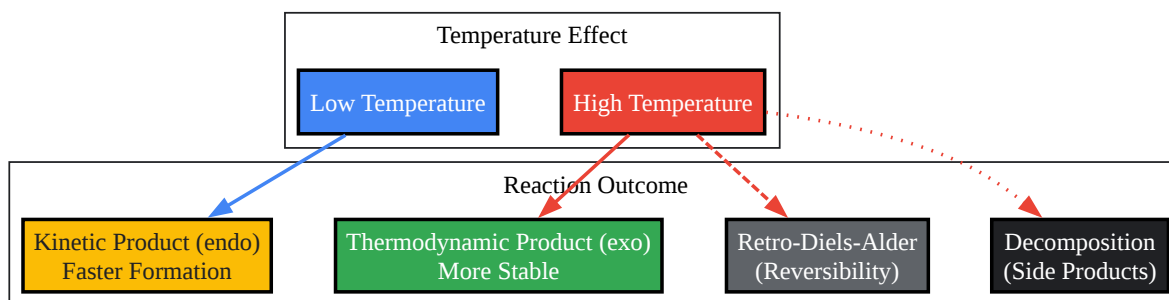 Temperature Effect
Low Temperature
High Temperature
Reaction Outcome
Kinetic Product (endo)
Faster Formation
Thermodynamic Product (exo)
More Stable
Retro-Diels-Alder
(Reversibility)
Decomposition
(Side Products)